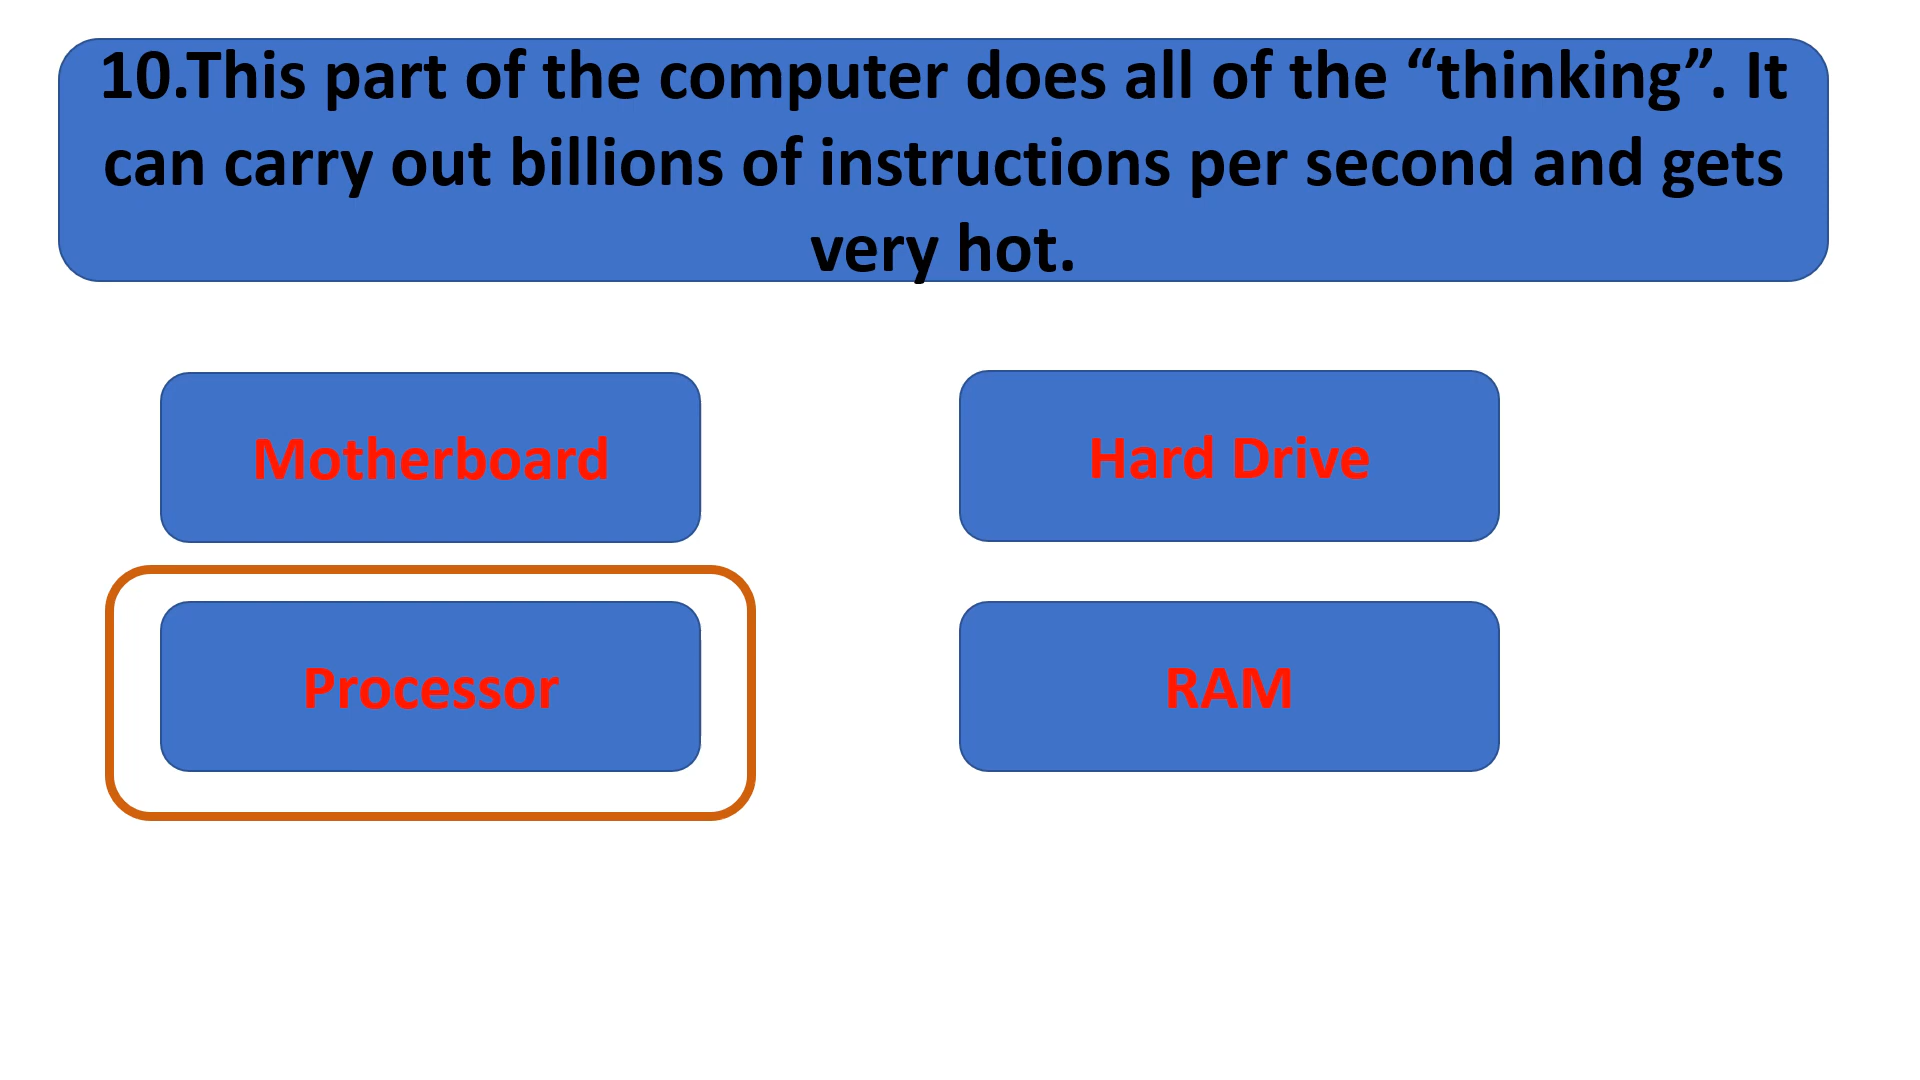 10.This part of the computer does all of the “thinking”. It
can carry out billions of instructions per second and gets
very hot.
Motherboard
Hard Drive
Processor
RAM